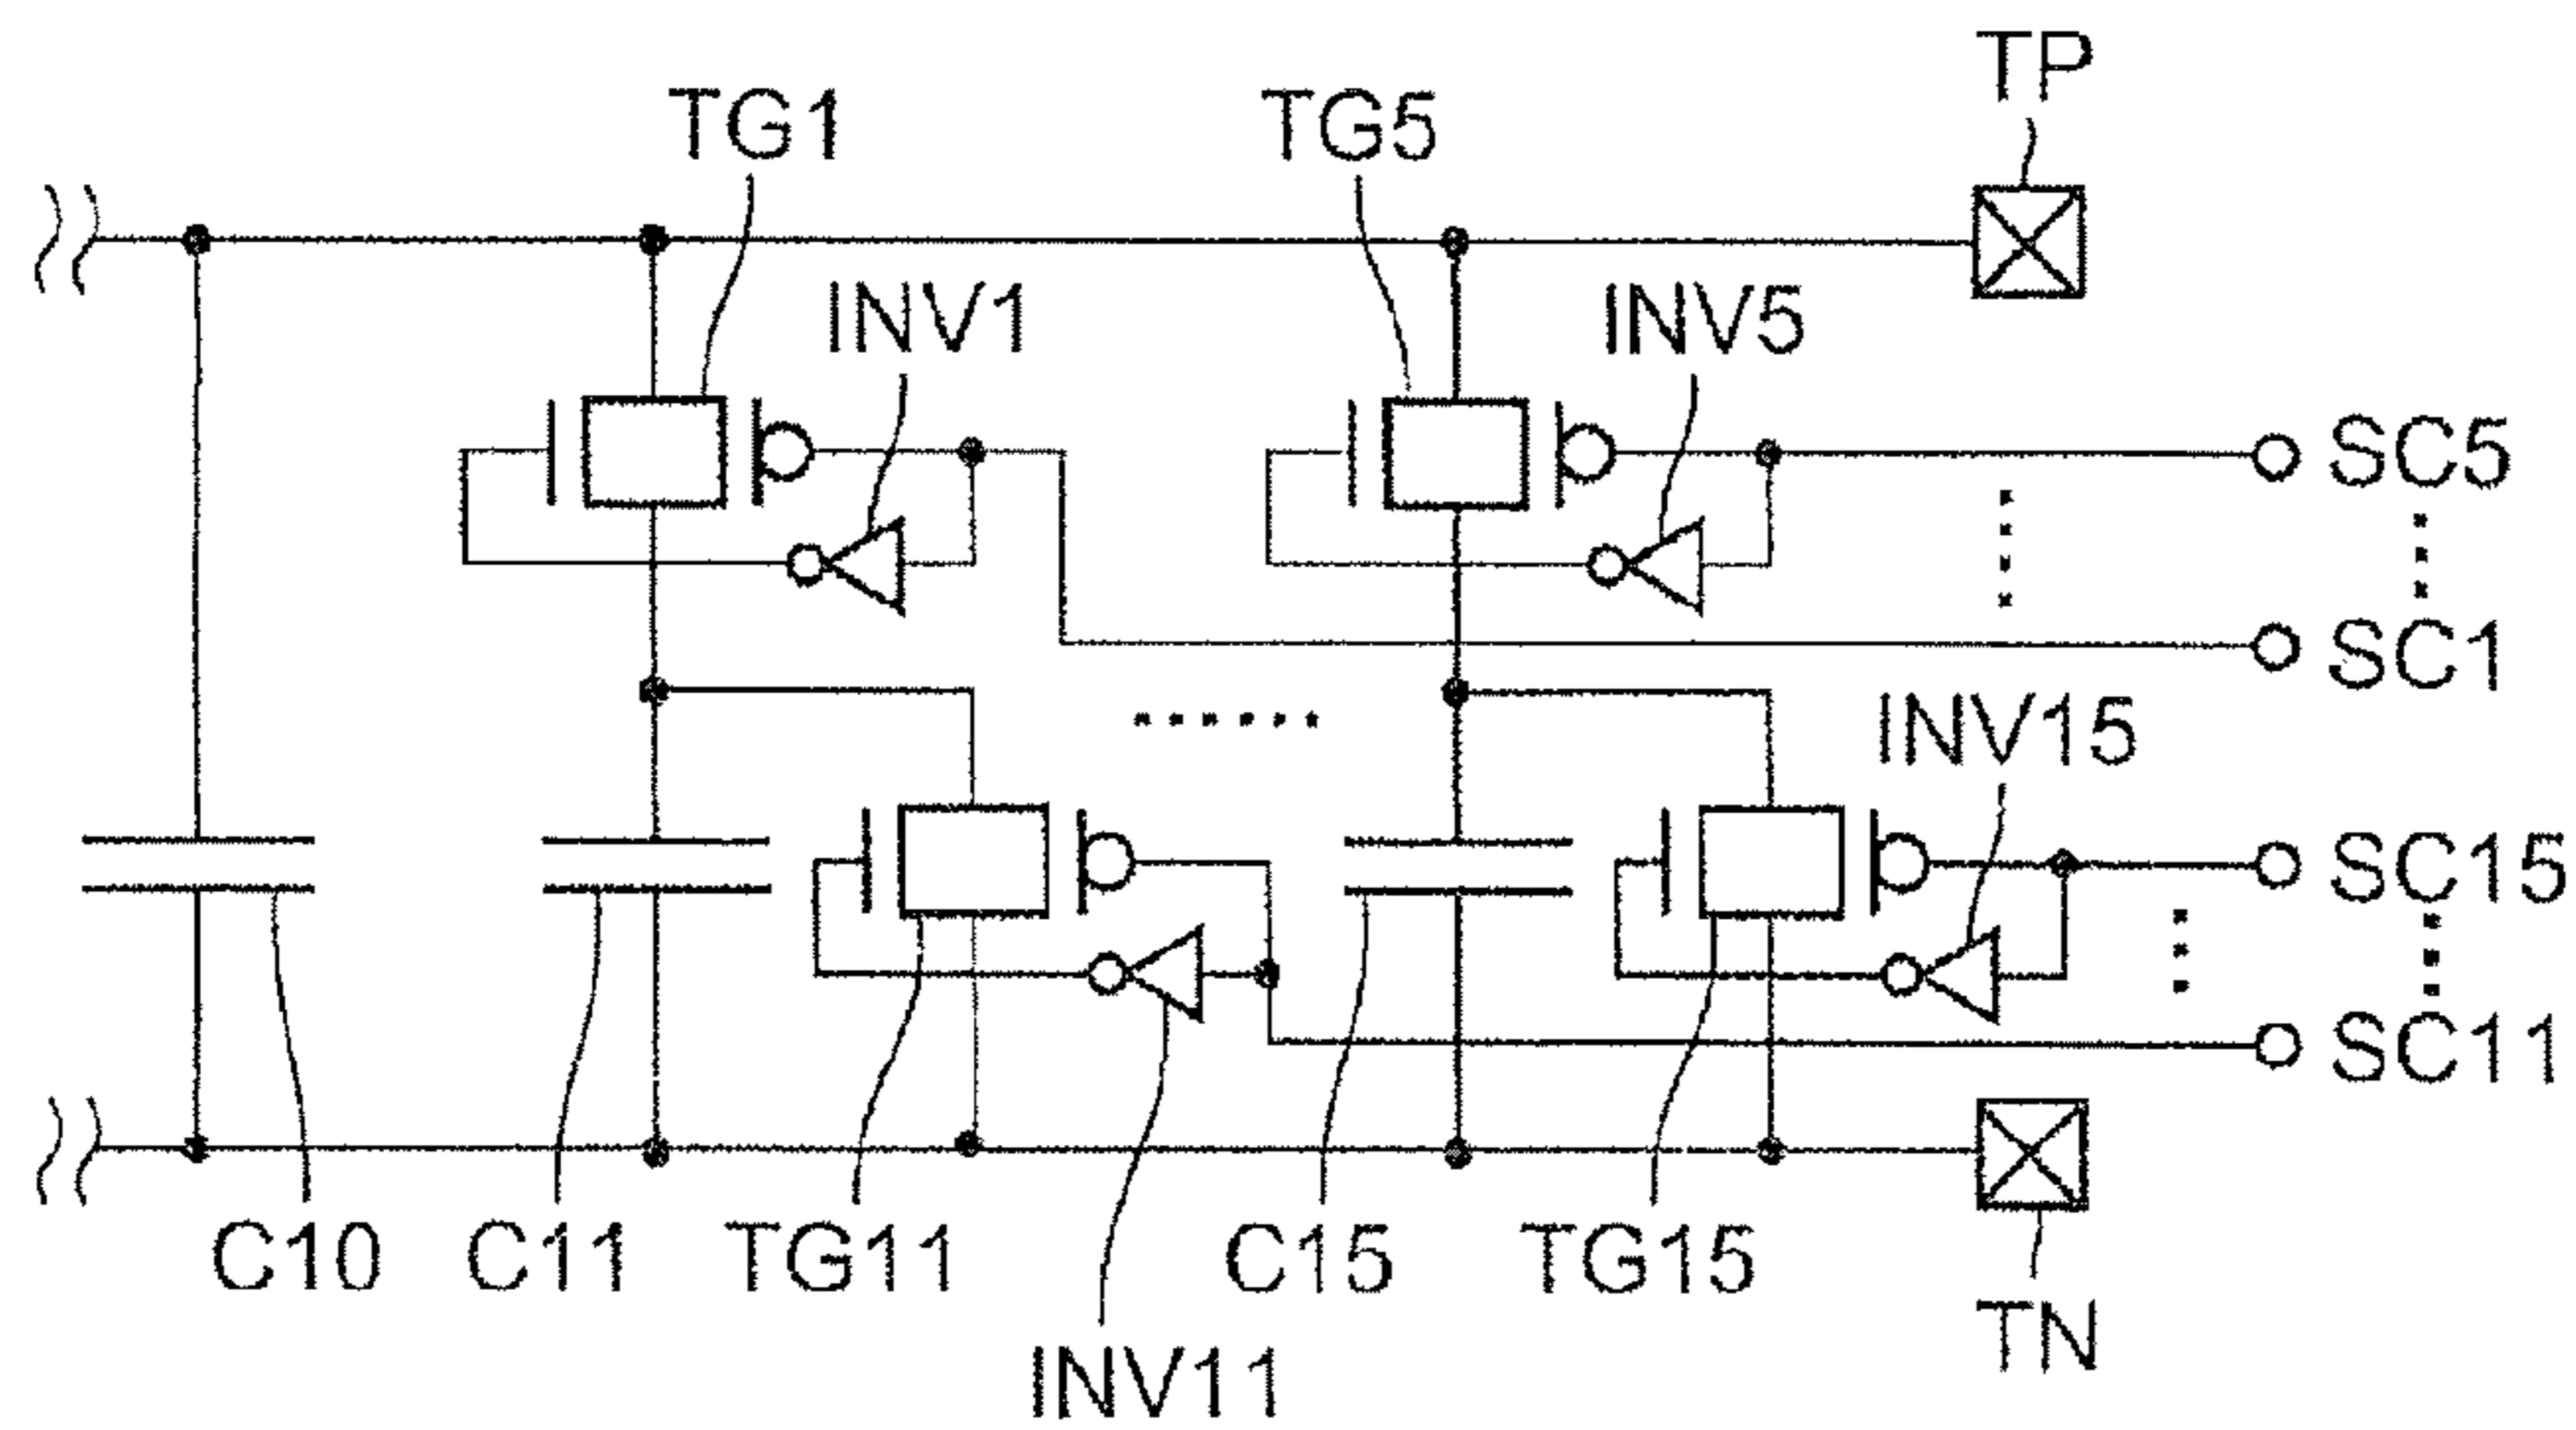 TP
TG1
TG5
INV1
INV5
SC5
SC1
INV15
SC15
SC11
C10
C11
TG11
C15
TG15
INV11
TN